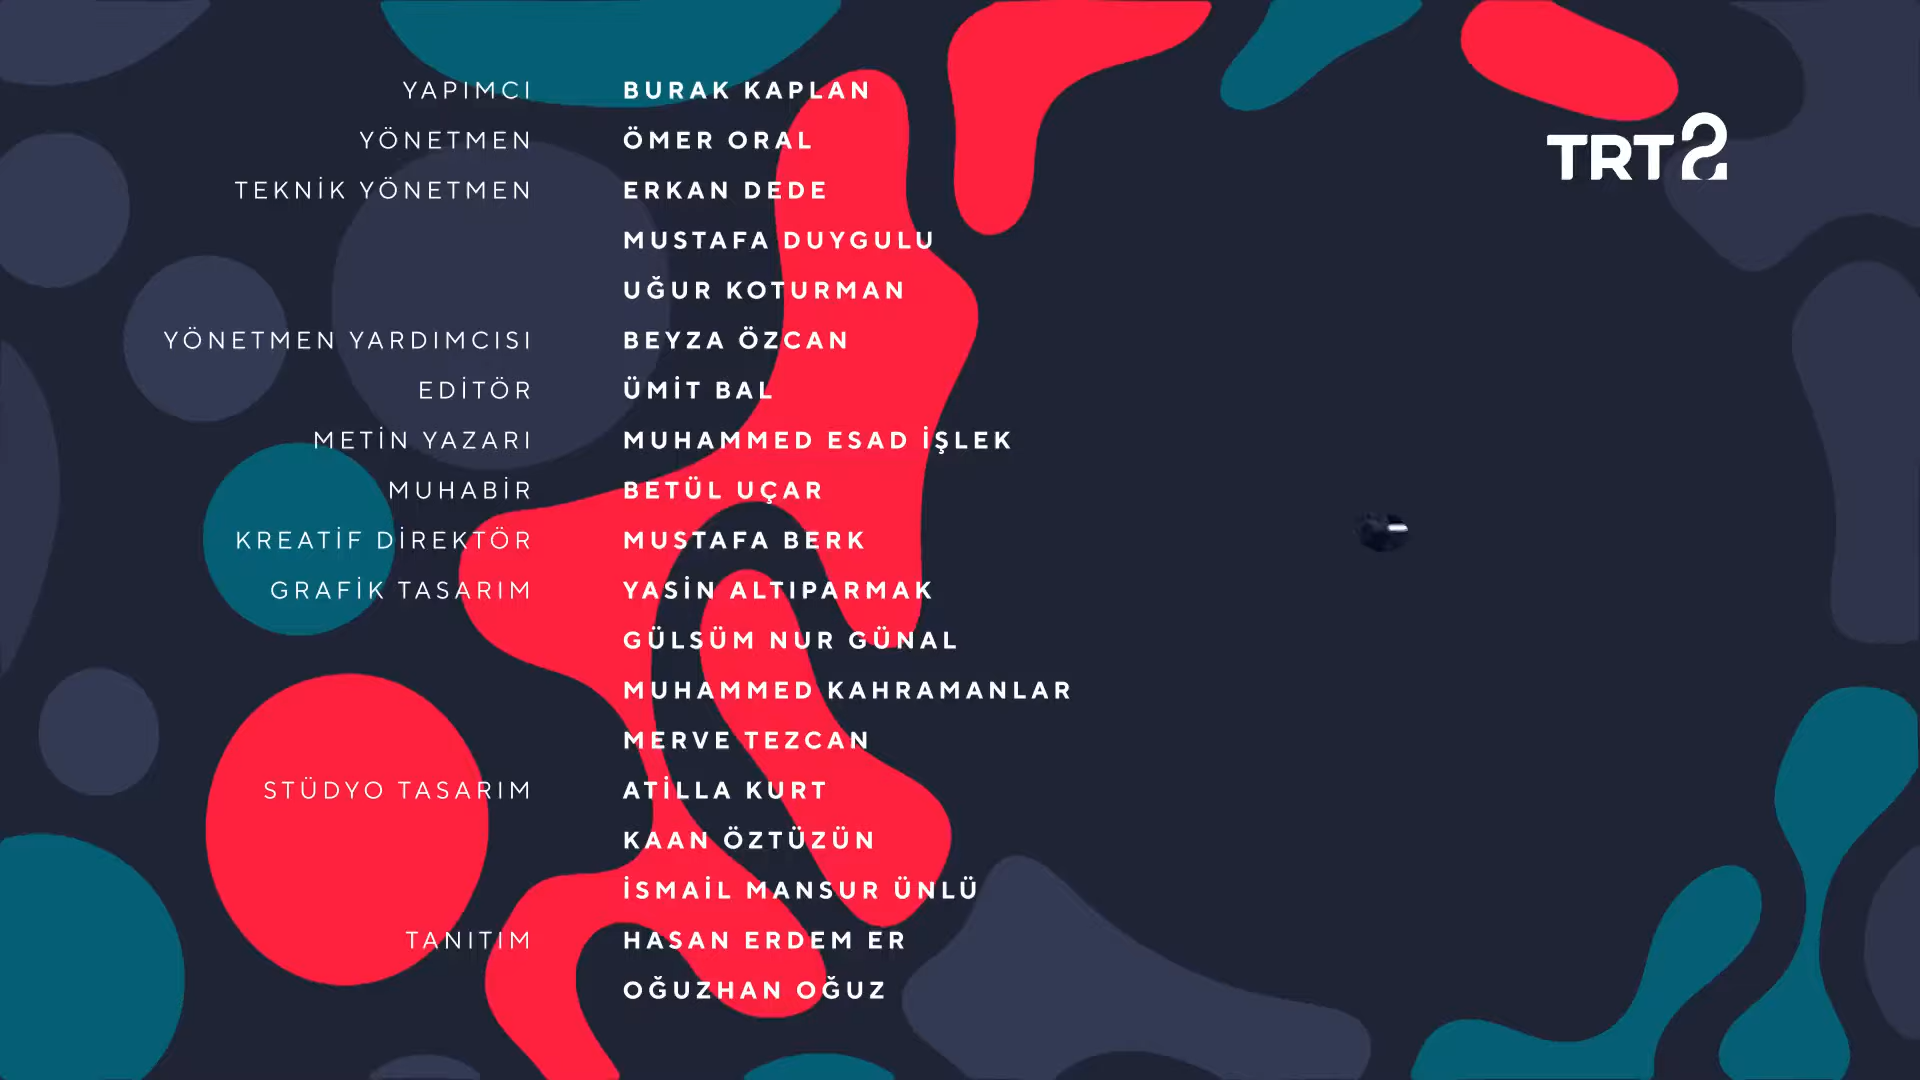 YAPIMCI BURAK KAPLAN
YÖNETMEN ÖMER ORAL
TEKNİK YÖNETMEN ERKAN DEDE
MUSTAFA DUYGULU
UĞUR KOTURMAN
YÖNETMEN YARDIMCISI BEYZA ÖZCAN
EDİTÖR ÜMİT BAL
METİN YAZARI MUHAMMED ESAD İŞLEK
MUHABİR BETÜL UÇAR
KREATİF DİREKTÖR MUSTAFA BERK
GRAFİK TASARIM YASİN ALTIPARMAK
GÜLSÜM NUR GÜNAL
MUHAMMED KAHRAMANLAR
MERVE TEZCAN
STÜDYO TASARIM ATİLLA KURT
KAAN ÖZTÜZÜN
İSMAİL MANSUR ÜNLÜ
TANITIM HASAN ERDEM ER
OĞUZHAN OĞUZ
TRT2